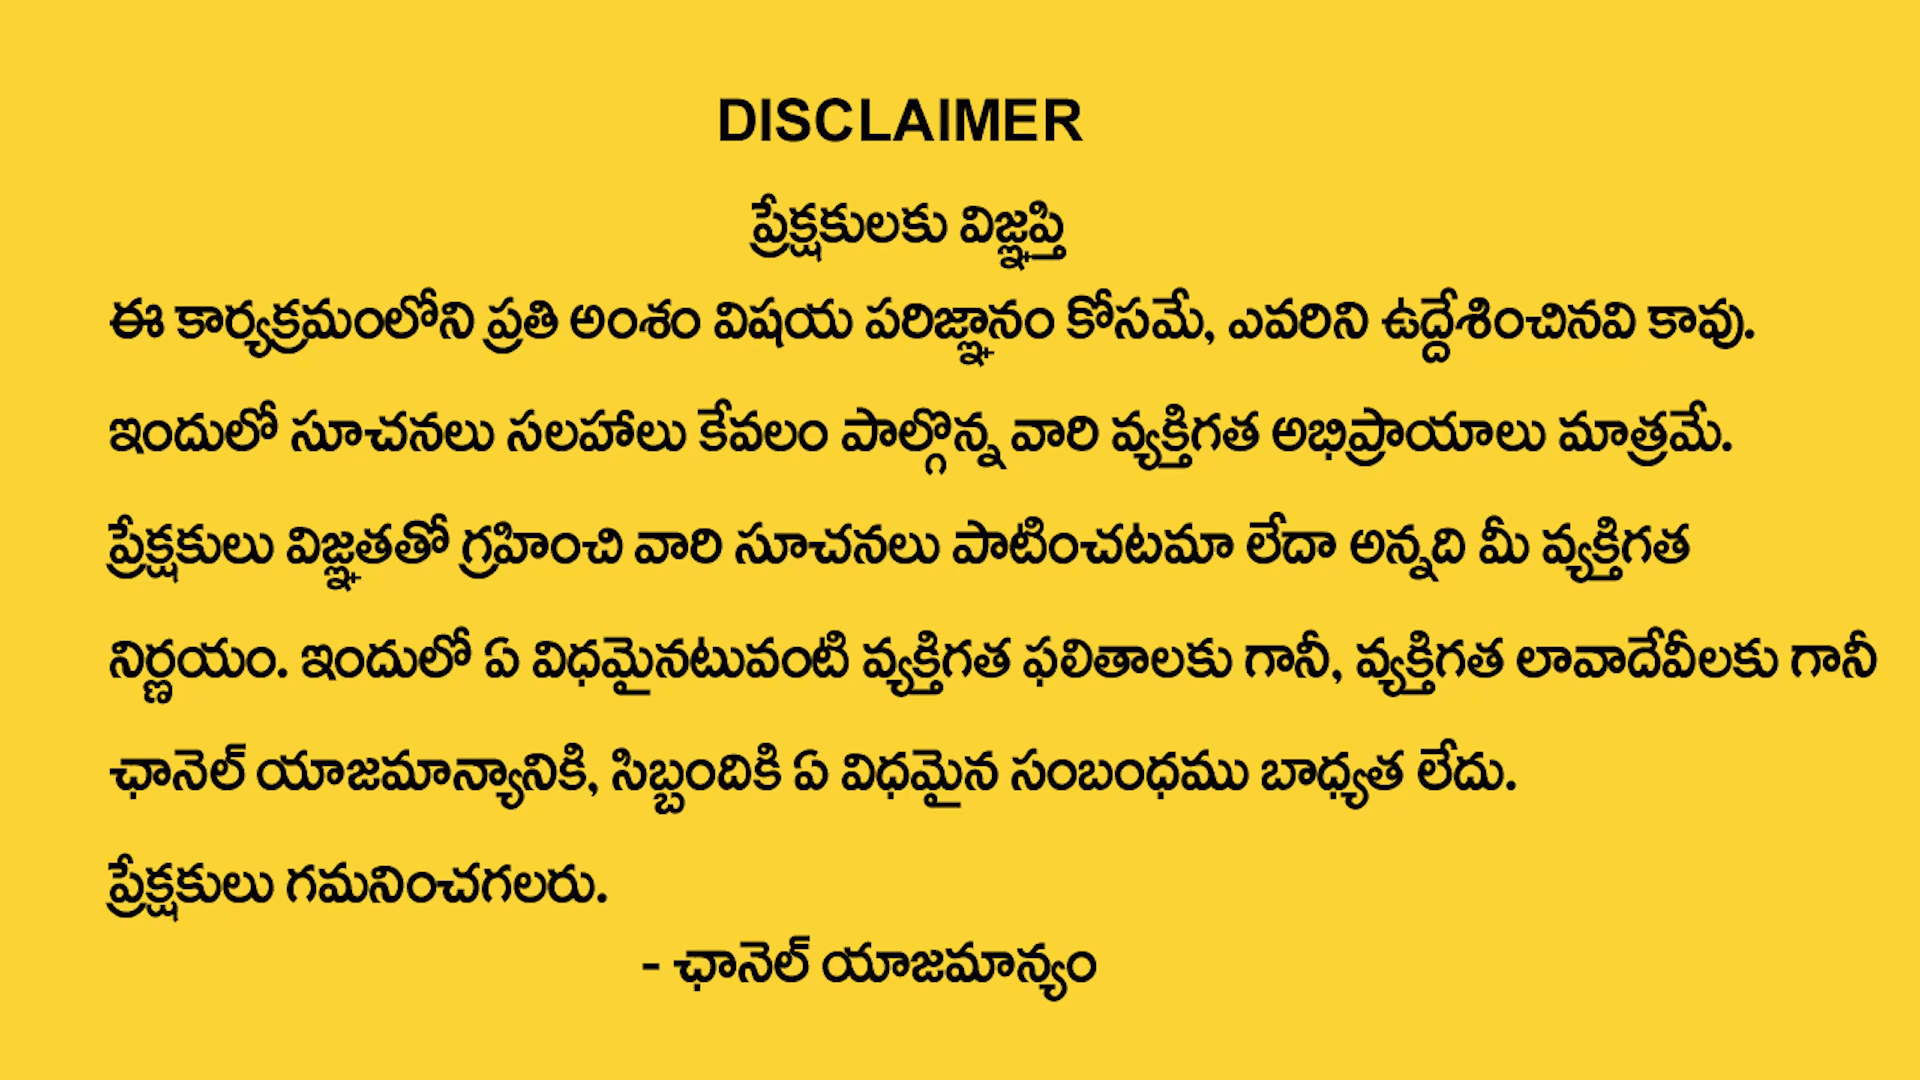 DISCLAIMER
ప్రేక్షకులకు విజ్ఞప్తి
ఈ కార్యక్రమంలోని ప్రతి అంశం విషయ పరిజ్ఞానం కోసమే, ఎవరిని ఉద్దేశించినవి కావు.
ఇందులో సూచనలు సలహాలు కేవలం పాల్గొన్న వారి వ్యక్తిగత అభిప్రాయాలు మాత్రమే.
ప్రేక్షకులు విజ్ఞతతో గ్రహించి వారి సూచనలు పాటించటమా లేదా అన్నది మీ వ్యక్తిగత
నిర్ణయం. ఇందులో ఏ విధమైనటువంటి వ్యక్తిగత ఫలితాలకు గానీ, వ్యక్తిగత లావాదేవీలకు గానీ
ఛానెల్ యాజమాన్యానికి, సిబ్బందికి ఏ విధమైన సంబంధము బాధ్యత లేదు.
ప్రేక్షకులు గమనించగలరు.
- ఛానెల్ యాజమాన్యం